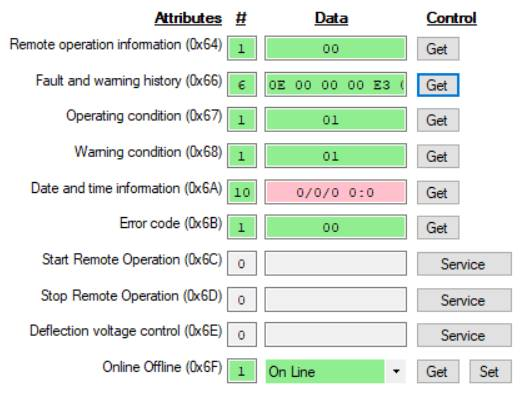 Attributes # Data Control
Remote operation information (0x64) 1 00 Get
Fault and warning history (0x66) 6 0E 00 00 00 E3 ( Get
Operating condition (0x67) 1 01 Get
Warning condition (0x68) 1 01 Get
Date and time information (0x6A) 10 0/0/0 0:0 Get
Error code (0x6B) 1 00 Get
Start Remote Operation (0x6C) 0 Service
Stop Remote Operation (0x6D) 0 Service
Deflection voltage control (0x6E) 0 Service
Online Offline (0x6F) 1 On Line Get Set